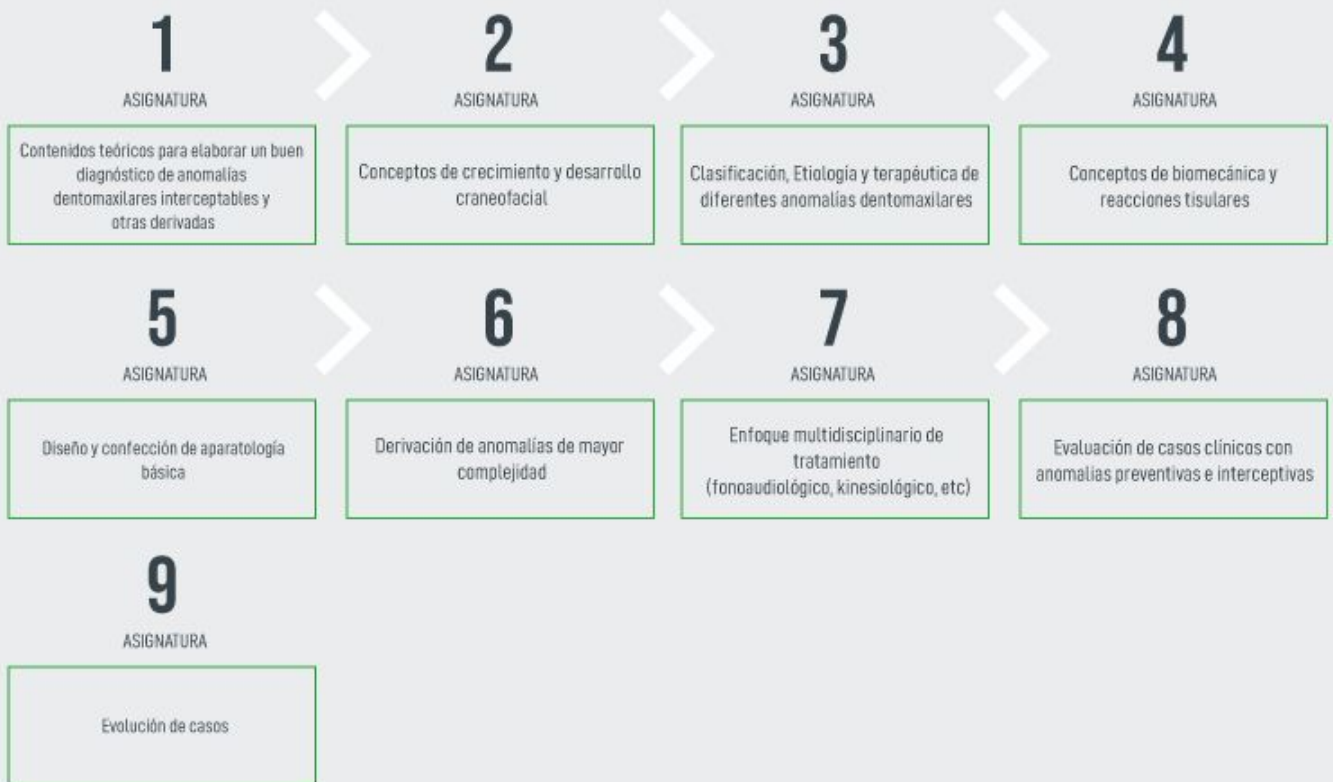 1
ASIGNATURA
Contenidos teóricos para elaborar un buen
diagnóstico de anomalías
dentomaxilares interceptables y
otras derivadas
2
ASIGNATURA
Conceptos de crecimiento y desarrollo
craneofacial
3
ASIGNATURA
Clasificación, Etiología y terapéutica de
diferentes anomalías dentomaxilares
4
ASIGNATURA
Conceptos de biomecánica y
reacciones tisulares
5
ASIGNATURA
Diseño y confección de aparatología
básica
6
ASIGNATURA
Derivación de anomalías de mayor
complejidad
7
ASIGNATURA
Enfoque multidisciplinario de
tratamiento
(fonoaudiológico, kinesiológico, etc)
8
ASIGNATURA
Evaluación de casos clínicos con
anomalías preventivas e interceptivas
9
ASIGNATURA
Evolución de casos